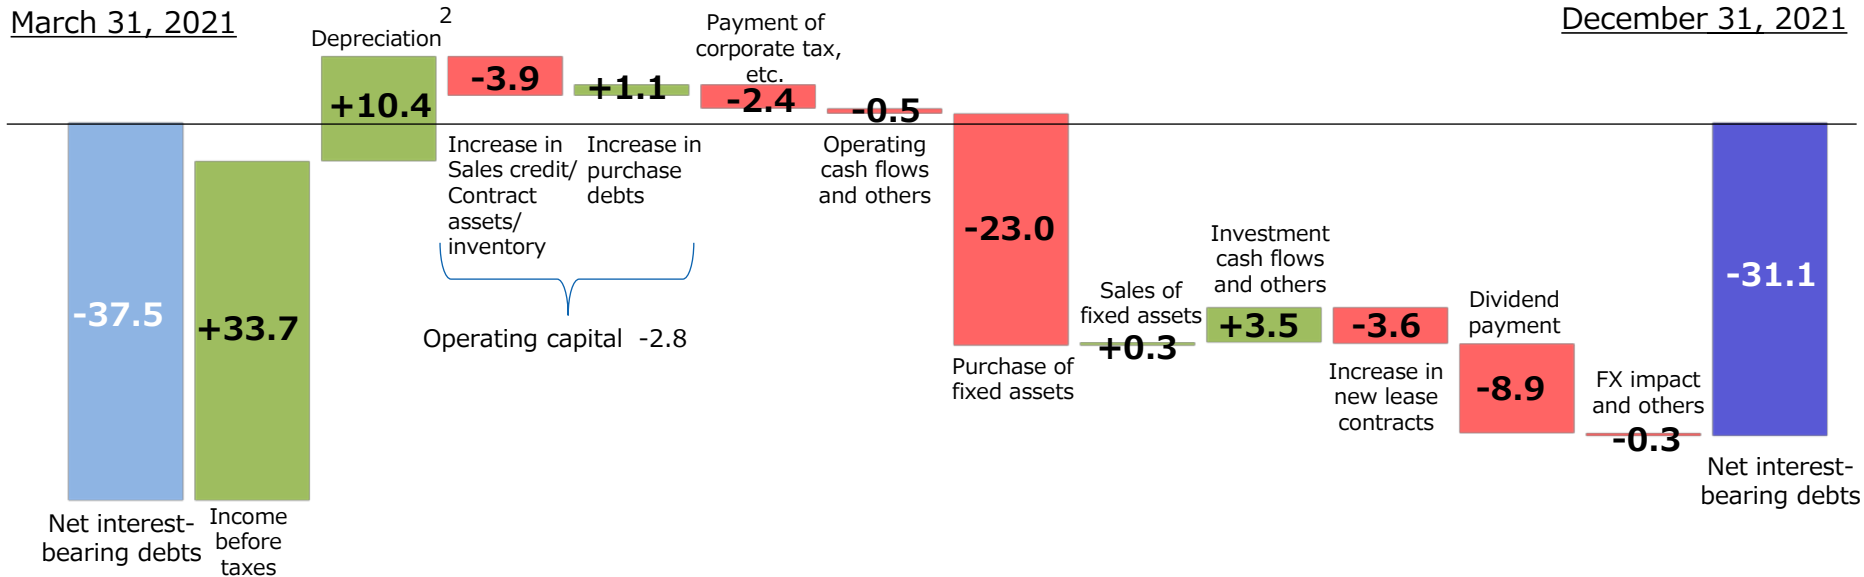 March 31, 2021
December 31, 2021
2
Depreciation
Payment of
corporate tax,
etc.
-3.9
+1.1
-2.4
-0.5
+10.4
Increase in
Sales credit/
Contract
assets/
inventory
Increase in
purchase
debts
Operating
cash flows
and others
-23.0
Operating capital -2.8
-37.5
+33.7
Net interest-
bearing debts
Income
before
taxes
Purchase of
fixed assets
Sales of
fixed assets
+0.3
Investment
cash flows
and others
+3.5
-3.6
Increase in
new lease
contracts
Dividend
payment
-8.9
FX impact
and others
-0.3
-31.1
Net interest-
bearing debts